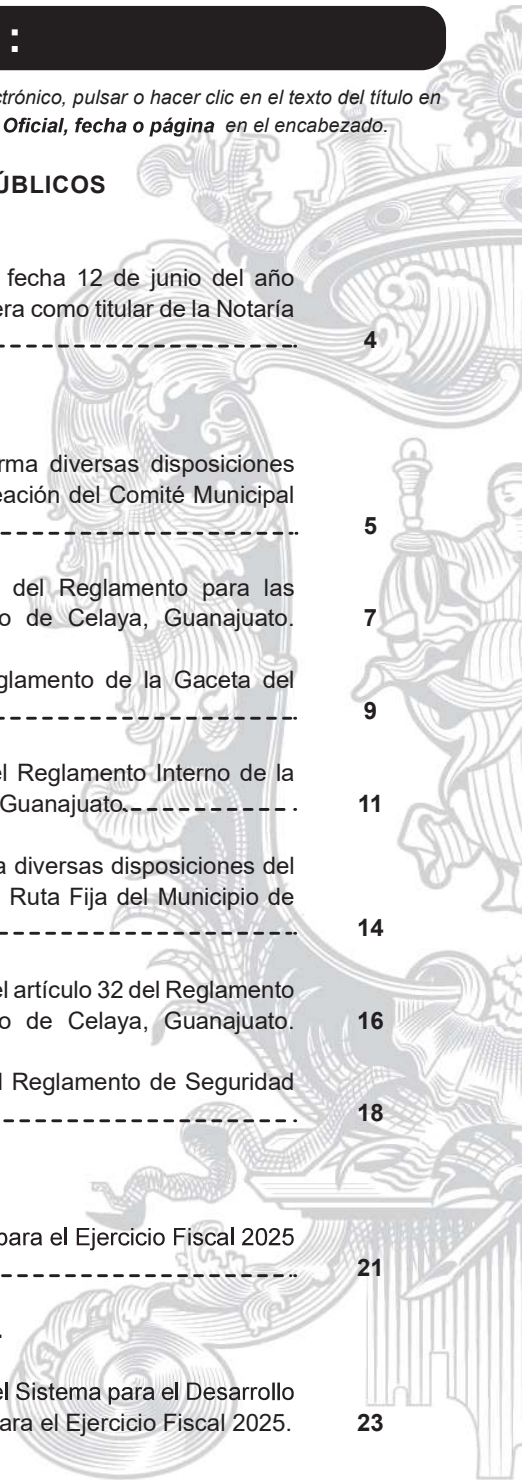 :
ctrónico, pulsar o hacer clic en el texto del título en
Oficial, fecha o página en el encabezado.
ÚBLICOS
fecha 12 de junio del año
era como titular de la Notaría
4
rma diversas disposiciones
eación del Comité Municipal
5
del Reglamento para las
o de Celaya, Guanajuato. 7
glamento de la Gaceta del
9
el Reglamento Interno de la
Guanajuato. 11
a diversas disposiciones del
Ruta Fija del Municipio de
14
el artículo 32 del Reglamento
o de Celaya, Guanajuato. 16
l Reglamento de Seguridad
18
para el Ejercicio Fiscal 2025
21
.
el Sistema para el Desarrollo
ara el Ejercicio Fiscal 2025. 23